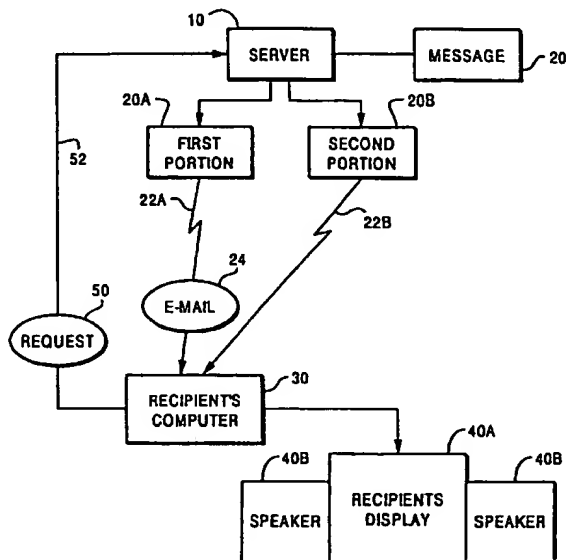 10
SERVER
MESSAGE
20
20A
20B
FIRST
PORTION
SECOND
PORTION
52
22A
22B
24
E-MAIL
50
REQUEST
30
RECIPIENT'S
COMPUTER
40A
40B
40B
SPEAKER
RECIPIENTS
DISPLAY
SPEAKER